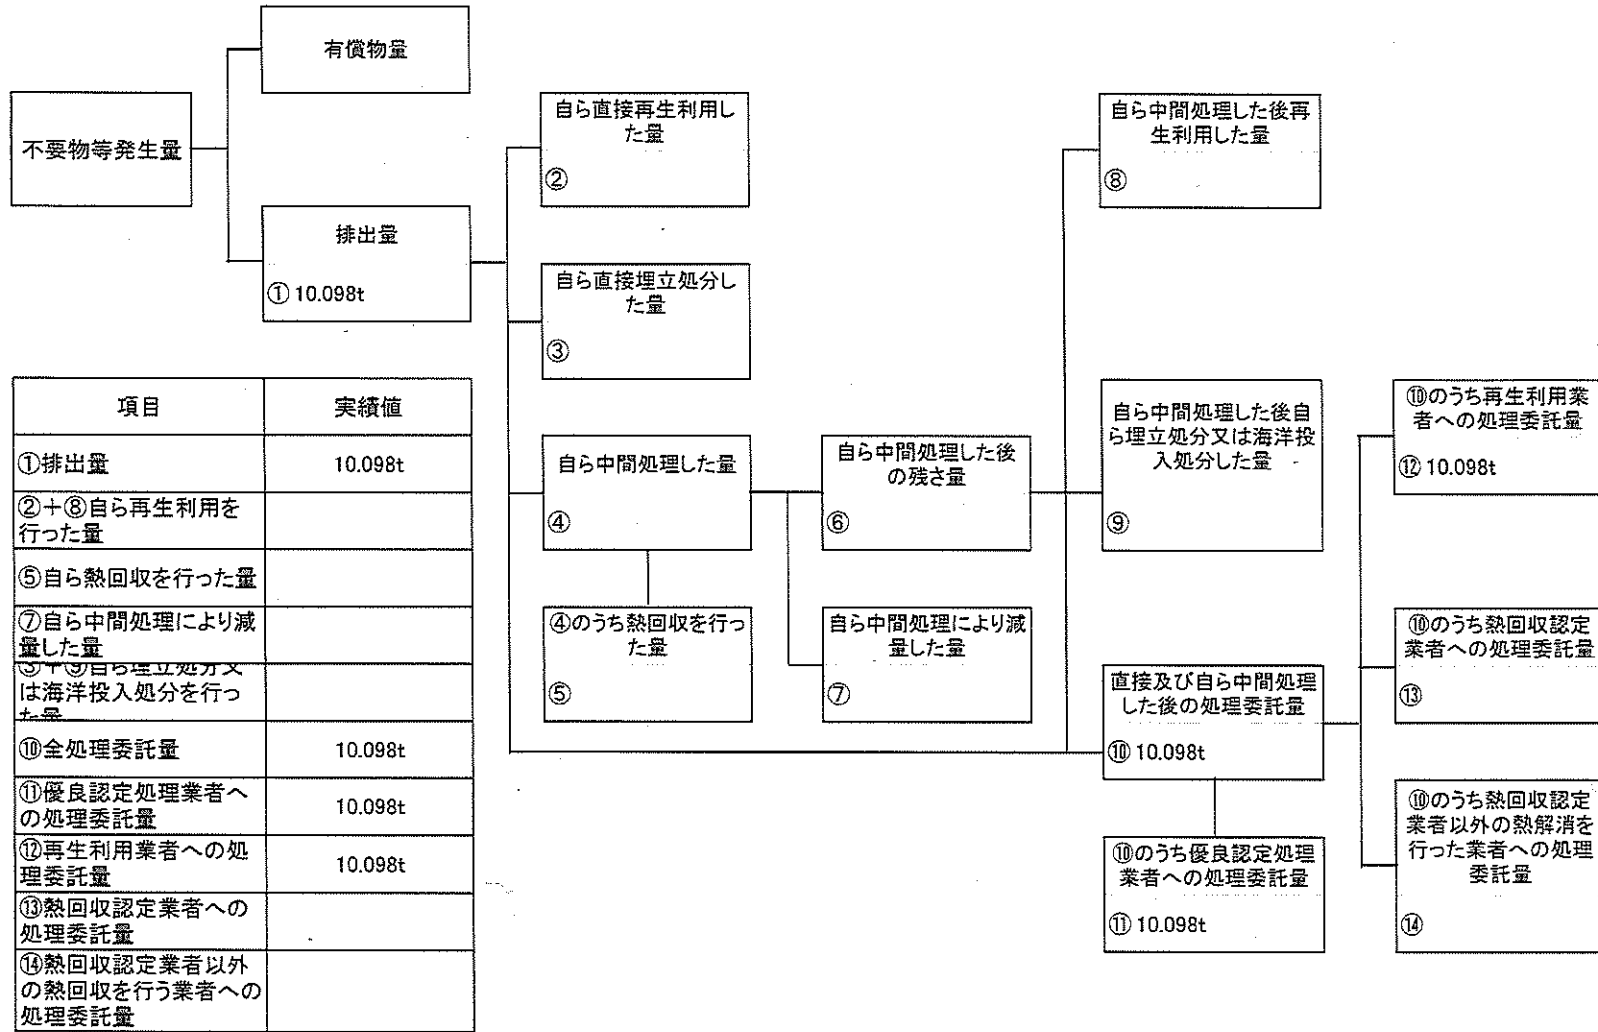 有償物量
不要物等発生量
排出量
① 10.098t
自ら直接再生利用し
た量
②
自ら直接埋立処分し
た量
③
自ら中間処理した量
④
④のうち熱回収を行っ
た量
⑤
自ら中間処理した後
の残さ量
⑥
自ら中間処理により減
量した量
⑦
自ら中間処理した後再
生利用した量
⑧
自ら中間処理した後自
ら埋立処分又は海洋投
入処分した量
⑨
直接及び自ら中間処理
した後の処理委託量
⑩ 10.098t
⑩のうち優良認定処理
業者への処理委託量
⑪ 10.098t
⑩のうち再生利用業
者への処理委託量
⑫ 10.098t
⑩のうち熱回収認定
業者への処理委託量
⑬
⑩のうち熱回収認定
業者以外の熱解消を
行った業者への処理
委託量
⑭
項目 実績値
①排出量 10.098t
②+⑧自ら再生利用を
行った量
⑤自ら熱回収を行った量
⑦自ら中間処理により減
量した量
③+⑨自ら埋立処分又
は海洋投入処分を行っ
た量
⑩全処理委託量 10.098t
⑪優良認定処理業者へ
の処理委託量 10.098t
⑫再生利用業者への処
理委託量 10.098t
⑬熱回収認定業者への
処理委託量
⑭熱回収認定業者以外
の熱回収を行う業者への
処理委託量